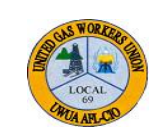 UNITED GAS WORKERS UNION
LOCAL
69
UWUA AFL-CIO